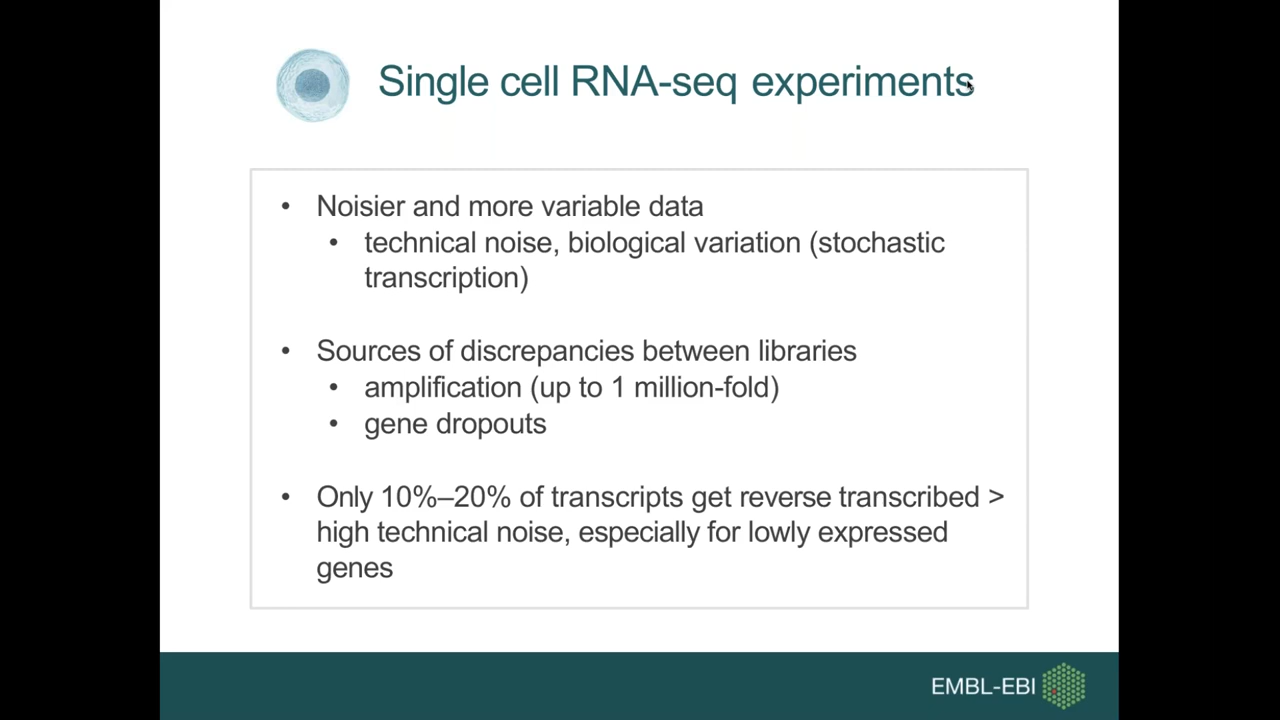 Single cell RNA-seq experiments
• Noisier and more variable data
• technical noise, biological variation (stochastic
transcription)
• Sources of discrepancies between libraries
• amplification (up to 1 million-fold)
• gene dropouts
• Only 10%–20% of transcripts get reverse transcribed >
high technical noise, especially for lowly expressed
genes
EMBL-EBI